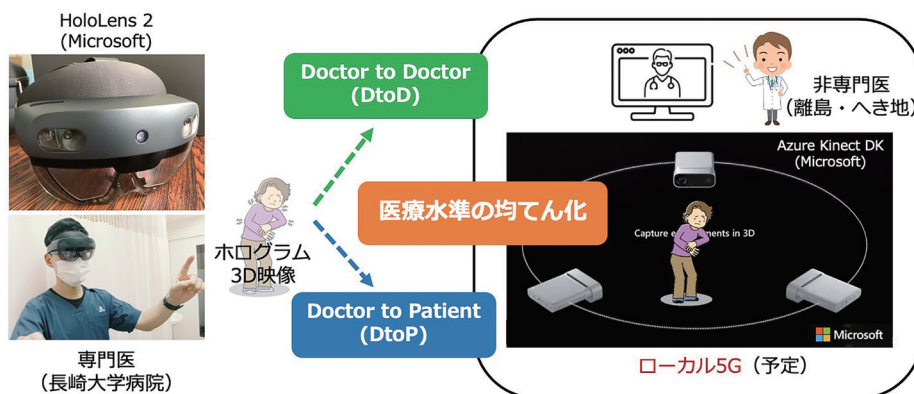 HoloLens 2
(Microsoft)
専門医
(長崎大学病院)
ホログラム
3D映像
Doctor to Doctor
(DtoD)
医療水準の均てん化
Doctor to Patient
(DtoP)
非専門医
(離島・へき地)
Azure Kinect DK
(Microsoft)
Capture ments in 3D
Microsoft
ローカル5G (予定)